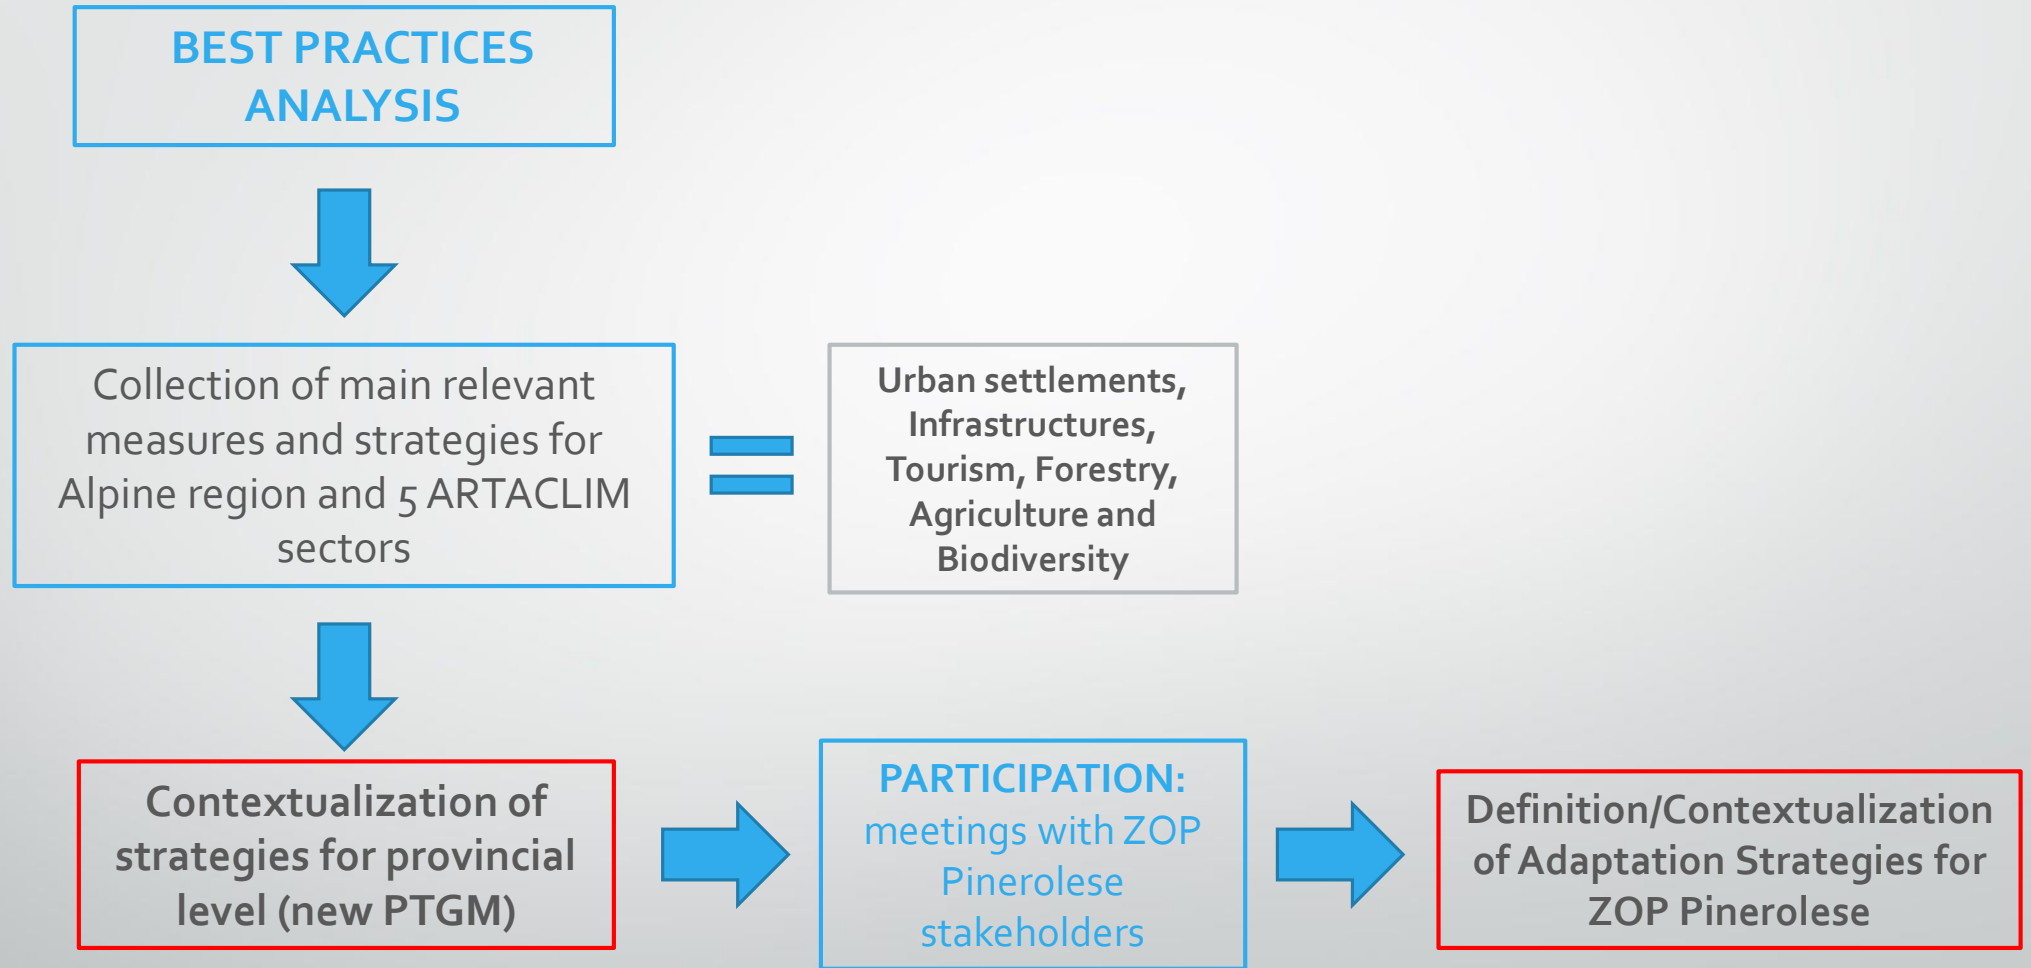 BEST PRACTICES
ANALYSIS
Collection of main relevant
measures and strategies for
Alpine region and 5 ARTACLIM
sectors
Urban settlements,
Infrastructures,
Tourism, Forestry,
Agriculture and
Biodiversity
Contextualization of
strategies for provincial
level (new PTGM)
PARTICIPATION:
meetings with ZOP
Pinerolese
stakeholders
Definition/Contextualization
of Adaptation Strategies for
ZOP Pinerolese